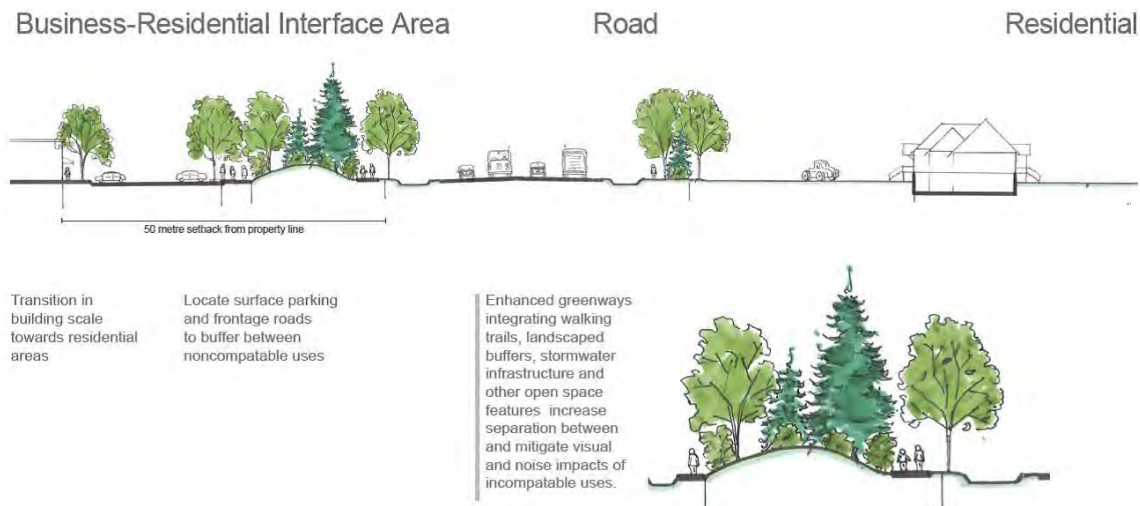 Business-Residential Interface Area
Road
Residential
50 metre setback from property line
Transition in
building scale
towards residential
areas
Locate surface parking
and frontage roads
to buffer between
noncompatable uses
Enhanced greenways
integrating walking
trails, landscaped
buffers, stormwater
infrastructure and
other open space
features increase
separation between
and mitigate visual
and noise impacts of
incompatable uses.